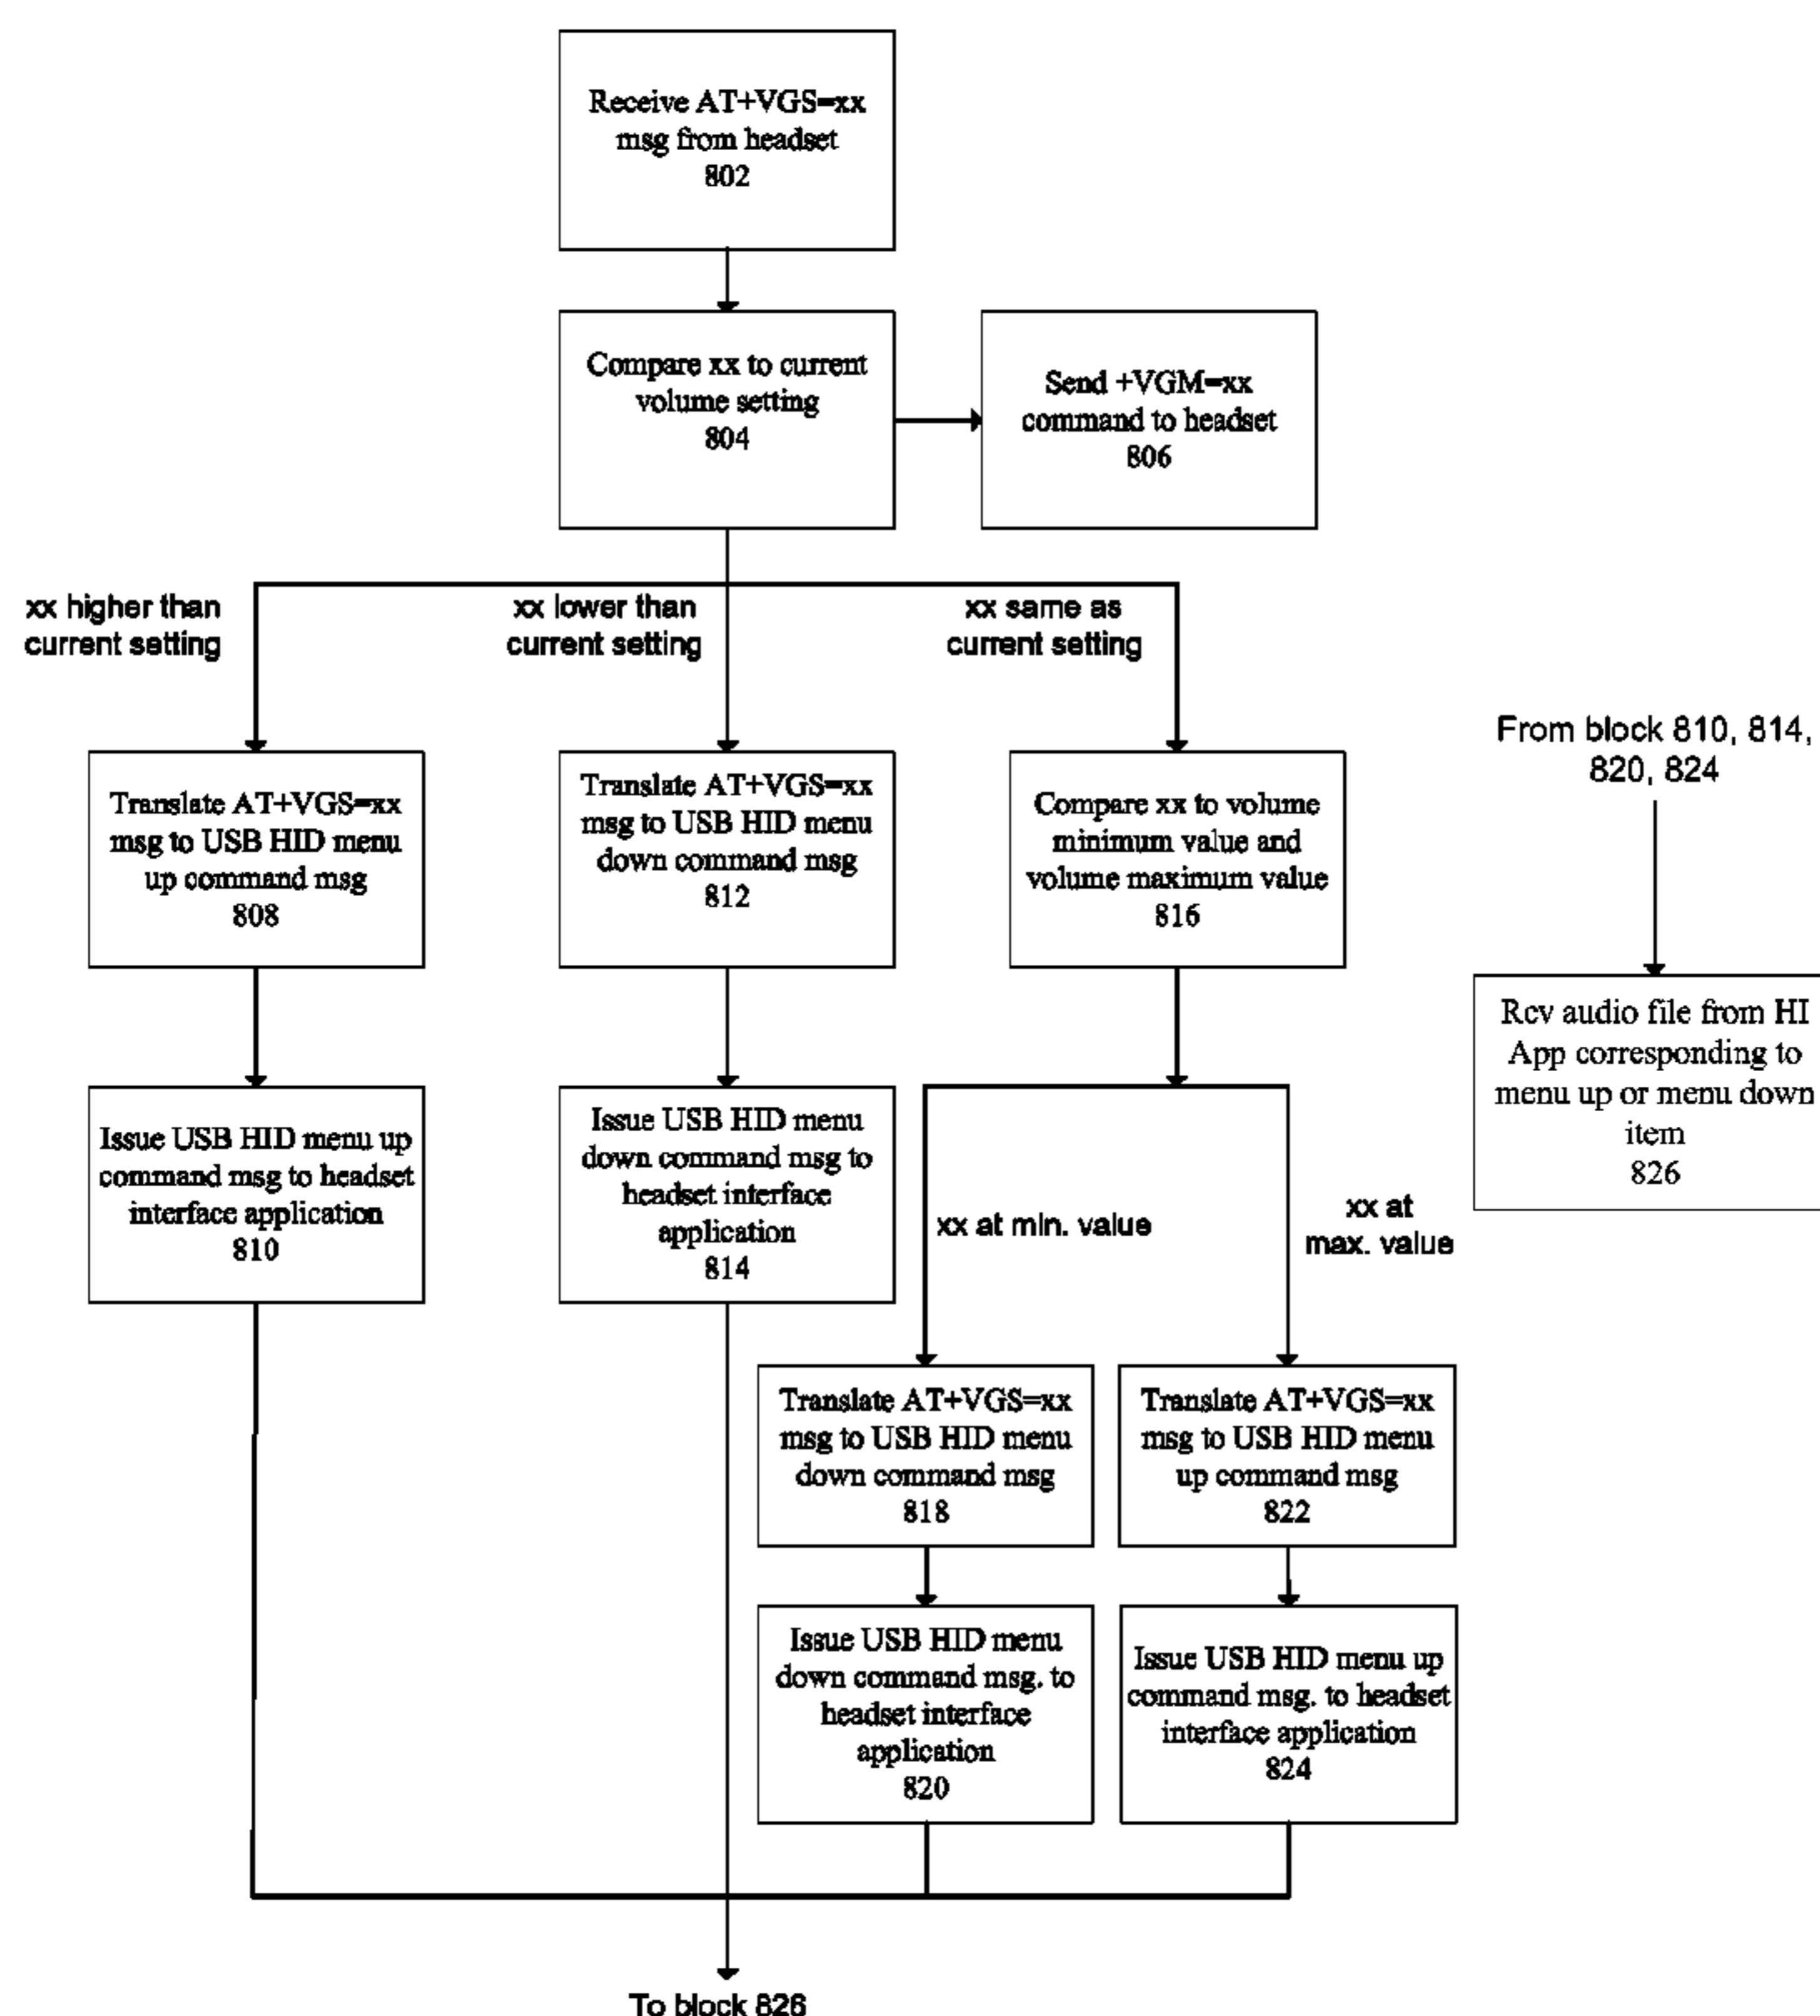 Receive AT+VGS=xx
msg from headset
802
Compare xx to current
volume setting
804
Send +VGM=xx
command to headset
806
xx higher than
current setting
xx lower than
current setting
xx same as
current setting
Translate AT+VGS=xx
msg to USB HID menu
up command msg
808
Translate AT+VGS=xx
msg to USB HID menu
down command msg
812
Compare xx to volume
minimum value and
volume maximum value
816
From block 810, 814,
820, 824
Rcv audio file from HI
App corresponding to
menu up or menu down
item
826
Issue USB HID menu up
command msg to headset
interface application
810
Issue USB HID menu
down command msg to
headset interface
application
814
xx at min. value
xx at
max. value
Translate AT+VGS=xx
msg to USB HID menu
down command msg
818
Translate AT+VGS=xx
msg to USB HID menu
up command msg
822
Issue USB HID menu
down command msg. to
headset interface
application
820
Issue USB HID menu up
command msg. to headset
interface application
824
To block 826